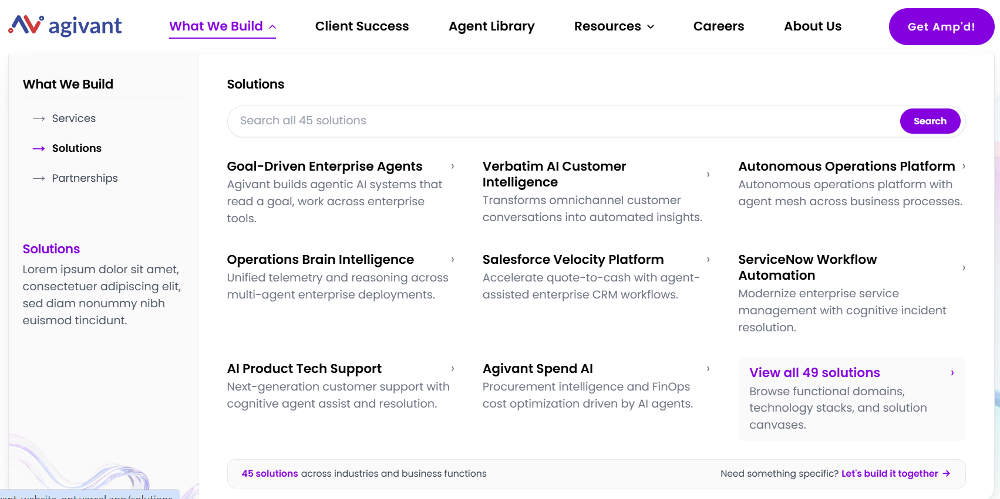 agivant
What We Build
Client Success
Agent Library
Resources
Careers
About Us
Get Amp'd!
What We Build
Services
Solutions
Partnerships
Solutions
Lorem ipsum dolor sit amet,
consectetuer adipiscing elit,
sed diam nonummy nibh
euismod tincidunt.
Solutions
Search all 45 solutions
Search
Goal-Driven Enterprise Agents
Agivant builds agentic AI systems that
read a goal, work across enterprise
tools.
Verbatim AI Customer
Intelligence
Transforms omnichannel customer
conversations into automated insights.
Autonomous Operations Platform
Autonomous operations platform with
agent mesh across business processes.
Operations Brain Intelligence
Unified telemetry and reasoning across
multi-agent enterprise deployments.
Salesforce Velocity Platform
Accelerate quote-to-cash with agent-
assisted enterprise CRM workflows.
ServiceNow Workflow
Automation
Modernize enterprise service
management with cognitive incident
resolution.
AI Product Tech Support
Next-generation customer support with
cognitive agent assist and resolution.
Agivant Spend AI
Procurement intelligence and FinOps
cost optimization driven by AI agents.
View all 49 solutions
Browse functional domains,
technology stacks, and solution
canvases.
45 solutions across industries and business functions
Need something specific? Let's build it together →